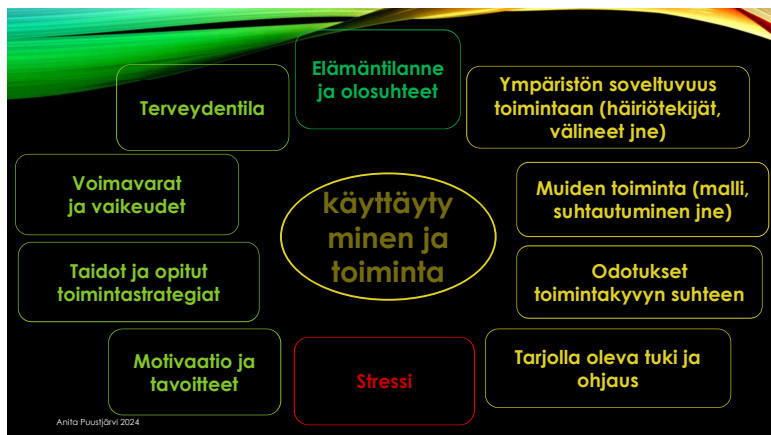 Elämäntilanne
ja olosuhteet
Terveydentila
Ympäristön soveltuvuus
toimintaan (häiriötekijät,
välineet jne)
Voimavarat
ja vaikeudet
käyttäyty
minen ja
toiminta
Muiden toiminta (malli,
suhtautuminen jne)
Taidot ja opitut
toimintastrategiat
Odotukset
toimintakyvyn suhteen
Motivaatio ja
tavoitteet
Stressi
Tarjolla oleva tuki ja
ohjaus
Anita Puustjärvi 2024